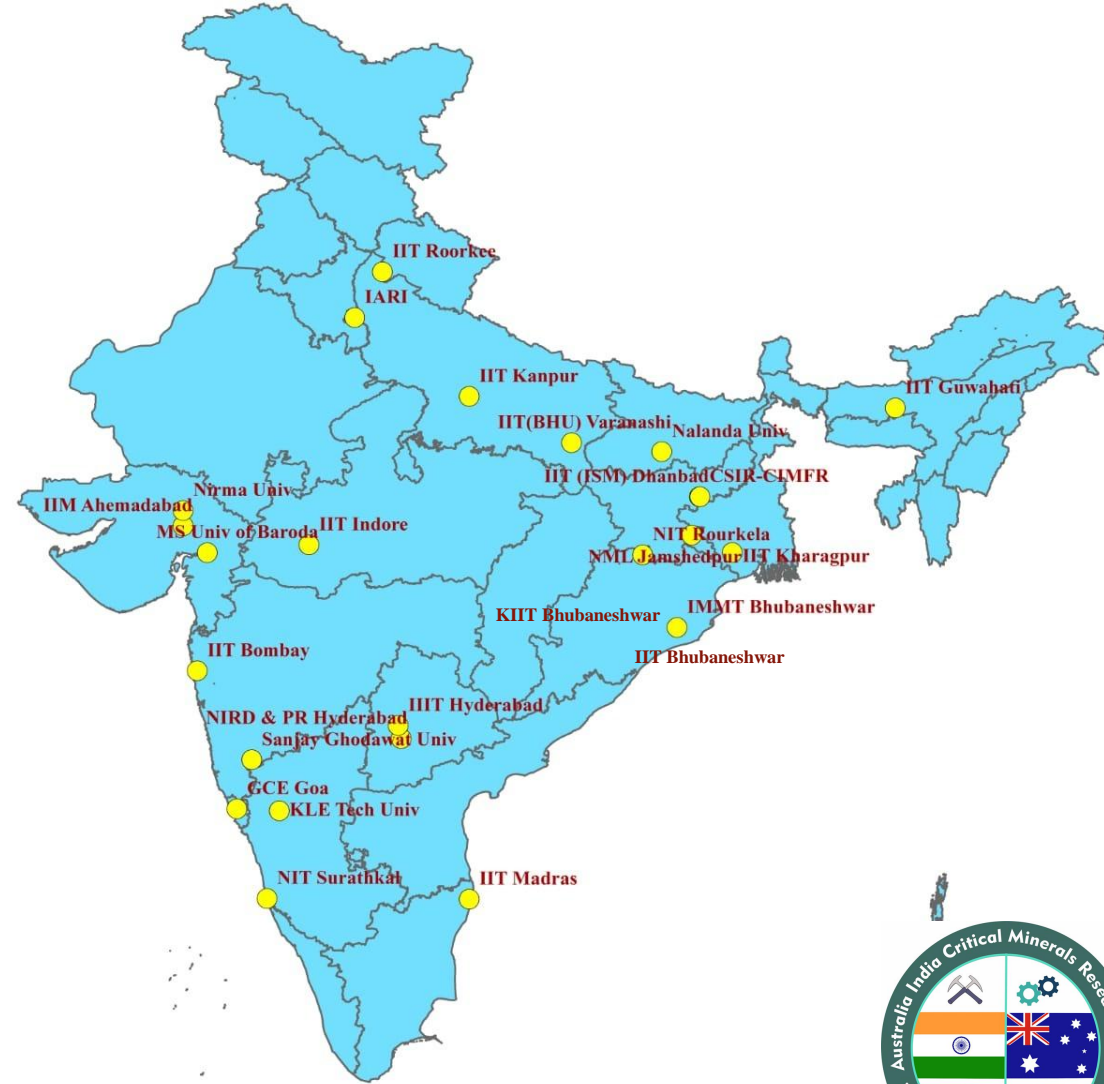 IIT Roorkee
IARI
IIT Kanpur
IIT Guwahati
IIT(BHU) Varanashi
Nalanda Univ
IIT (ISM) Dhanbad
CSIR-CIMFR
Nirma Univ
IIM Ahemadabad
MS Univ of Baroda
IIT Indore
NIT Rourkela
NML Jamshedpur
IIT Kharagpur
KIIT Bhubaneshwar
IMMT Bhubaneshwar
IIT Bhubaneshwar
IIT Bombay
IIIT Hyderabad
NIRD & PR Hyderabad
Sanjay Ghodawat Univ
GCE Goa
KLE Tech Univ
NIT Surathkal
IIT Madras
Australia India Critical Minerals